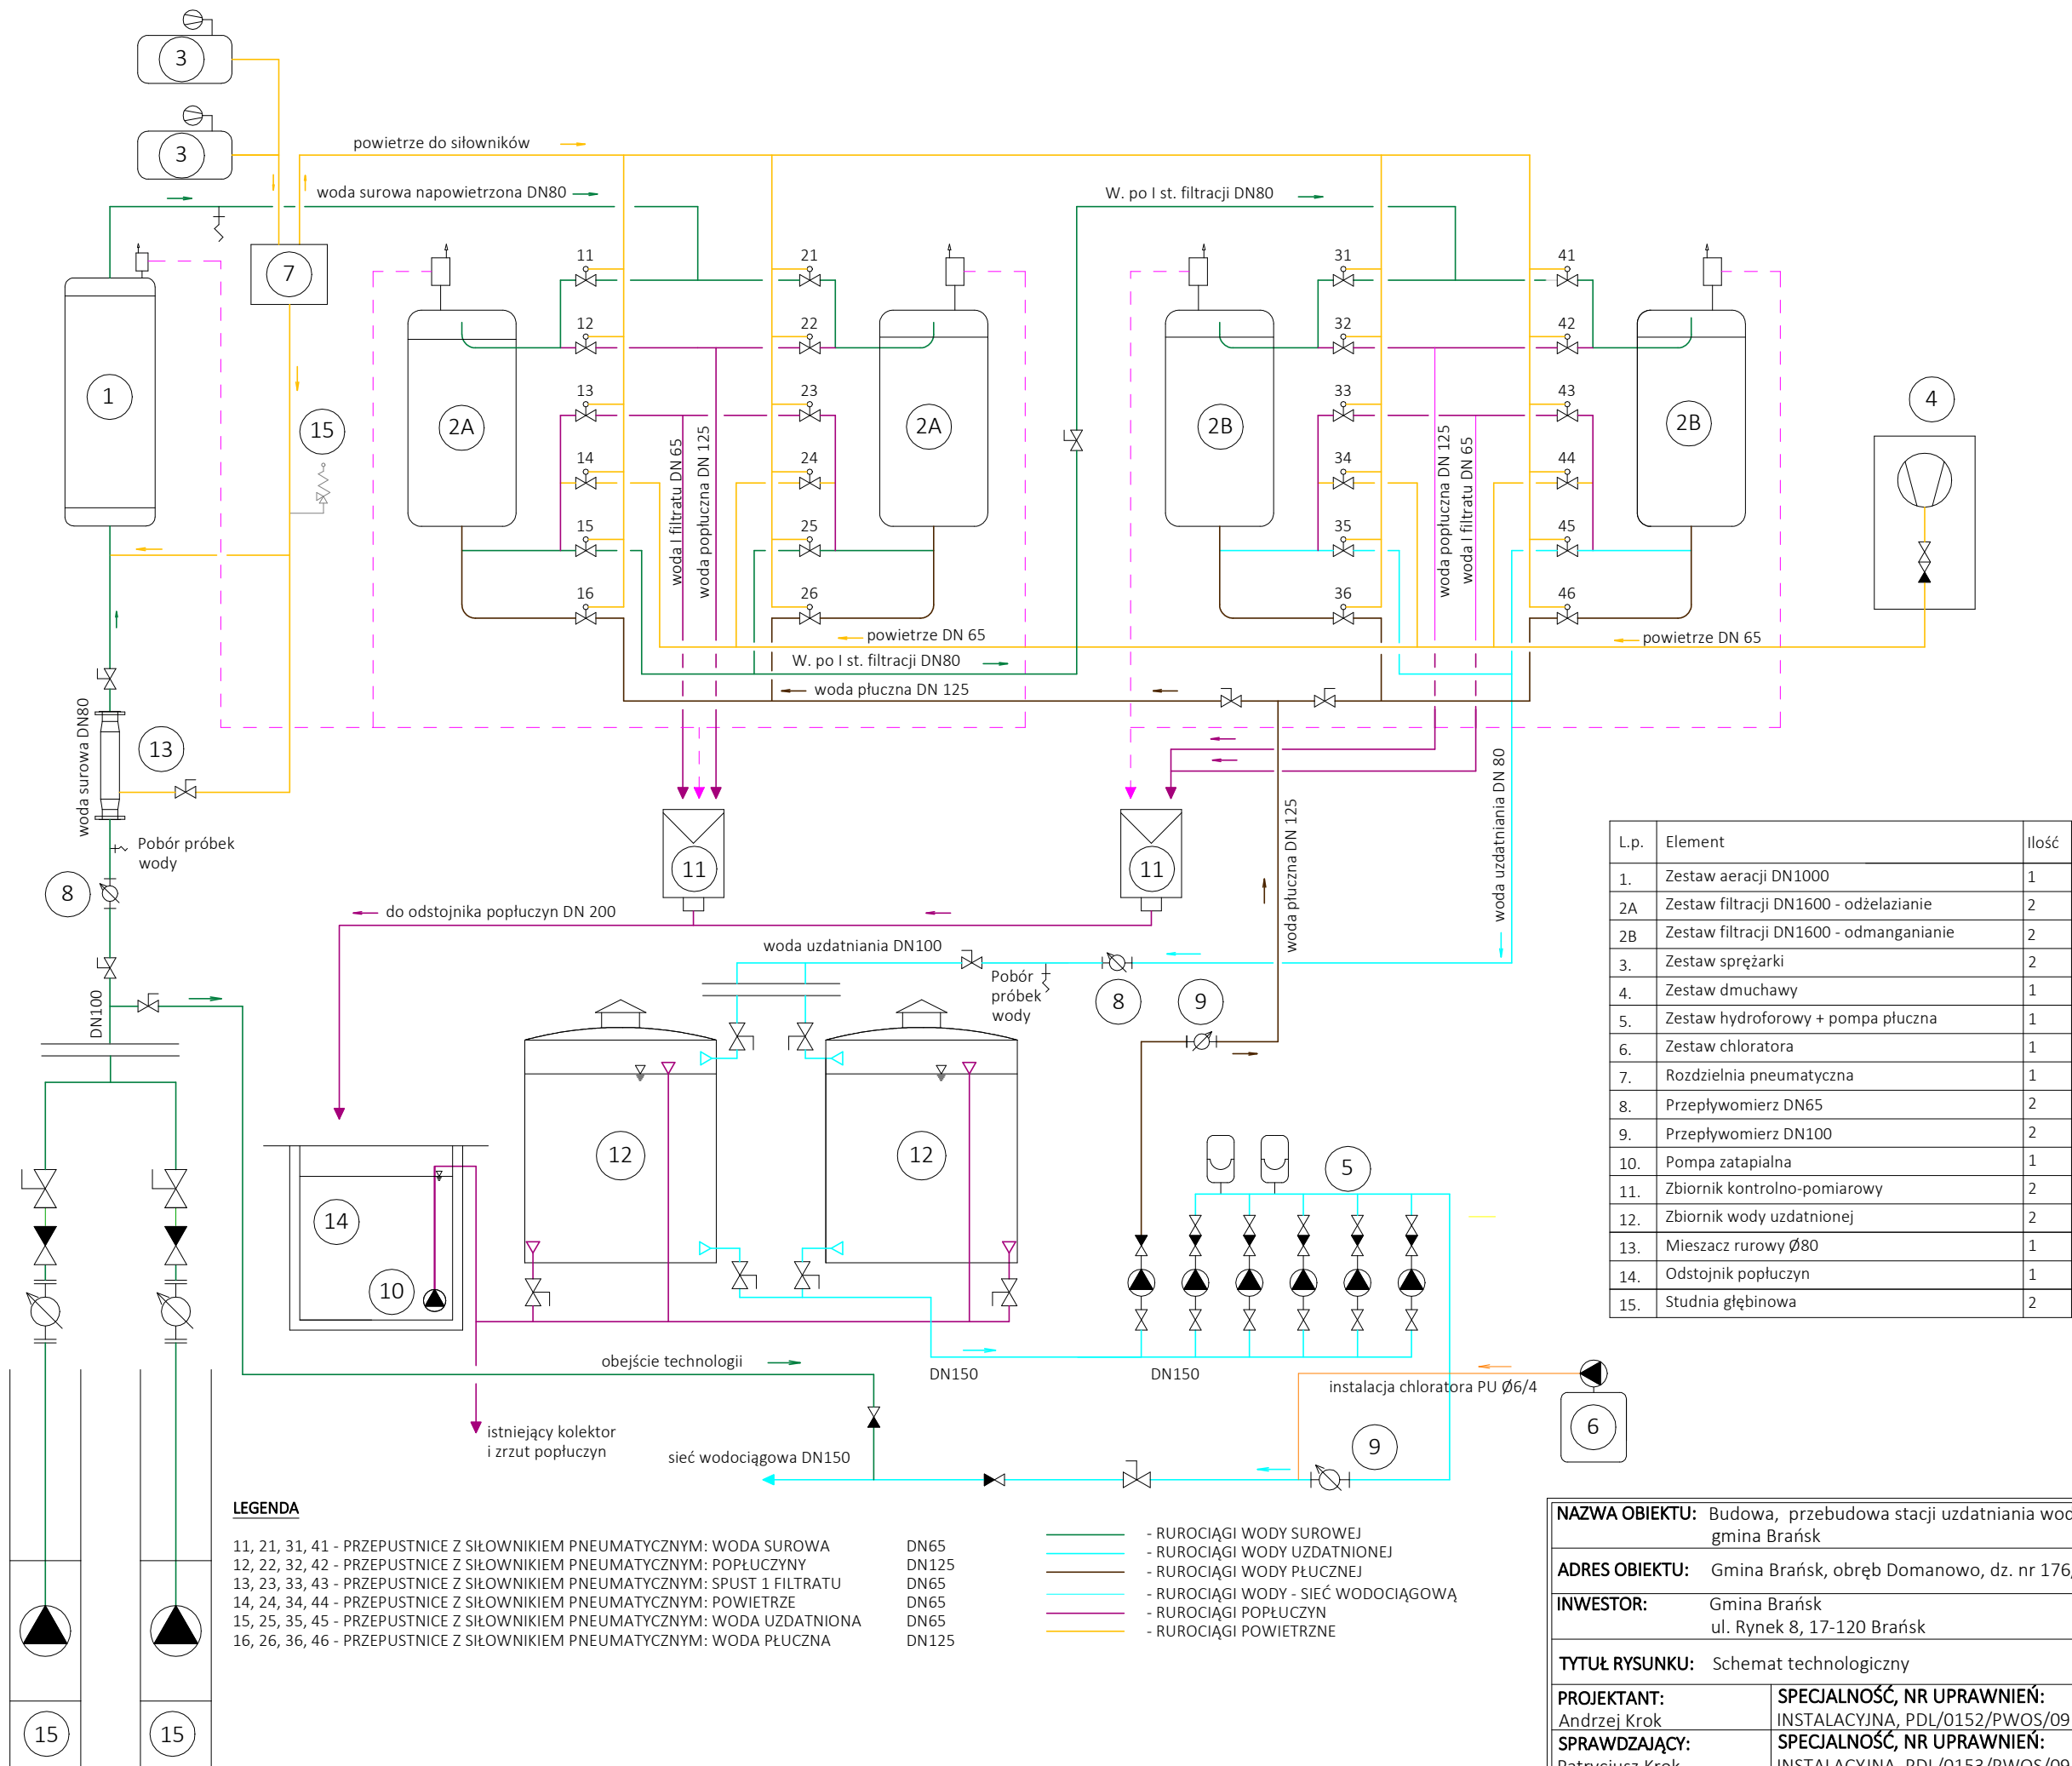 3
3
powietrze do siłowników
woda surowa napowietrzona DN80
W. po I st. filtracji DN80
7
1
15
2A
2A
2B
2B
4
11
12
13
14
15
16
21
22
23
24
25
26
31
32
33
34
35
36
41
42
43
44
45
46
woda I filtratu DN 65
woda popłuczna DN 125
woda popłuczna DN 125
woda I filtratu DN 65
powietrze DN 65
powietrze DN 65
W. po I st. filtracji DN80
woda płuczna DN 125
woda surowa DN80
13
Pobór próbek
wody
8
11
11
woda płuczna DN 125
woda uzdatniania DN 80
do odstojnika popłuczyn DN 200
woda uzdatniania DN100
Pobór
próbek
wody
8
9
DN100
12
12
5
14
10
obejście technologii
DN150
DN150
instalacja chloratora PU Ø6/4
6
istniejący kolektor
i zrzut popłuczyn
sieć wodociągowa DN150
9
15
15
L.p. Element Ilość
1. Zestaw aeracji DN1000 1
2A Zestaw filtracji DN1600 - odżelazianie 2
2B Zestaw filtracji DN1600 - odmanganianie 2
3. Zestaw sprężarki 2
4. Zestaw dmuchawy 1
5. Zestaw hydroforowy + pompa płuczna 1
6. Zestaw chloratora 1
7. Rozdzielnia pneumatyczna 1
8. Przepływomierz DN65 2
9. Przepływomierz DN100 2
10. Pompa zatapialna 1
11. Zbiornik kontrolno-pomiarowy 2
12. Zbiornik wody uzdatnionej 2
13. Mieszacz rurowy Ø80 1
14. Odstojnik popłuczyn 1
15. Studnia głębinowa 2
LEGENDA
11, 21, 31, 41 - PRZEPUSTNICE Z SIŁOWNIKIEM PNEUMATYCZNYM: WODA SUROWA DN65
12, 22, 32, 42 - PRZEPUSTNICE Z SIŁOWNIKIEM PNEUMATYCZNYM: POPŁUCZYNY DN125
13, 23, 33, 43 - PRZEPUSTNICE Z SIŁOWNIKIEM PNEUMATYCZNYM: SPUST 1 FILTRATU DN65
14, 24, 34, 44 - PRZEPUSTNICE Z SIŁOWNIKIEM PNEUMATYCZNYM: POWIETRZE DN65
15, 25, 35, 45 - PRZEPUSTNICE Z SIŁOWNIKIEM PNEUMATYCZNYM: WODA UZDATNIONA DN65
16, 26, 36, 46 - PRZEPUSTNICE Z SIŁOWNIKIEM PNEUMATYCZNYM: WODA PŁUCZNA DN125
- RUROCIĄGI WODY SUROWEJ
- RUROCIĄGI WODY UZDATNIONEJ
- RUROCIĄGI WODY PŁUCZNEJ
- RUROCIĄGI WODY - SIEĆ WODOCIĄGOWĄ
- RUROCIĄGI POPŁUCZYN
- RUROCIĄGI POWIETRZNE
NAZWA OBIEKTU: Budowa, przebudowa stacji uzdatniania
gmina Brańsk
ADRES OBIEKTU: Gmina Brańsk, obręb Domanowo, dz. nr 176,
INWESTOR: Gmina Brańsk
ul. Rynek 8, 17-120 Brańsk
TYTUŁ RYSUNKU: Schemat technologiczny
PROJEKTANT: SPECJALNOŚĆ, NR UPRAWNIEŃ:
Andrzej Krok INSTALACYJNA, PDL/0152/PWOS/09
SPRAWDZAJĄCY: SPECJALNOŚĆ, NR UPRAWNIEŃ:
Patrycjusz Krok INSTALACYJNA, PDL/0153/PWOS/09